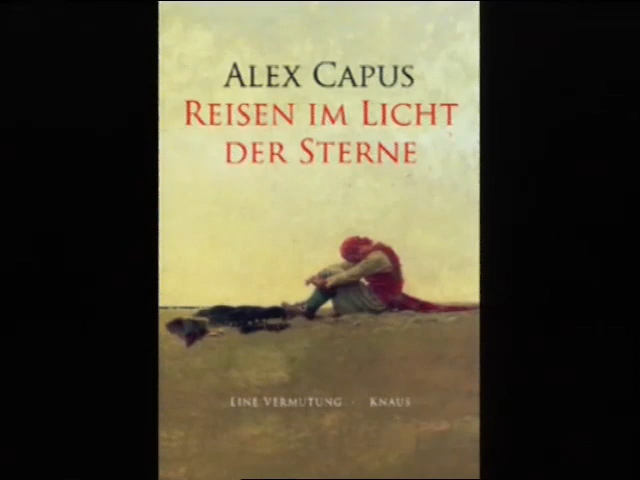 ALEX CAPUS
REISEN IM LICHT
DER STERNE
EINE VERMUTUNG · KNAUS